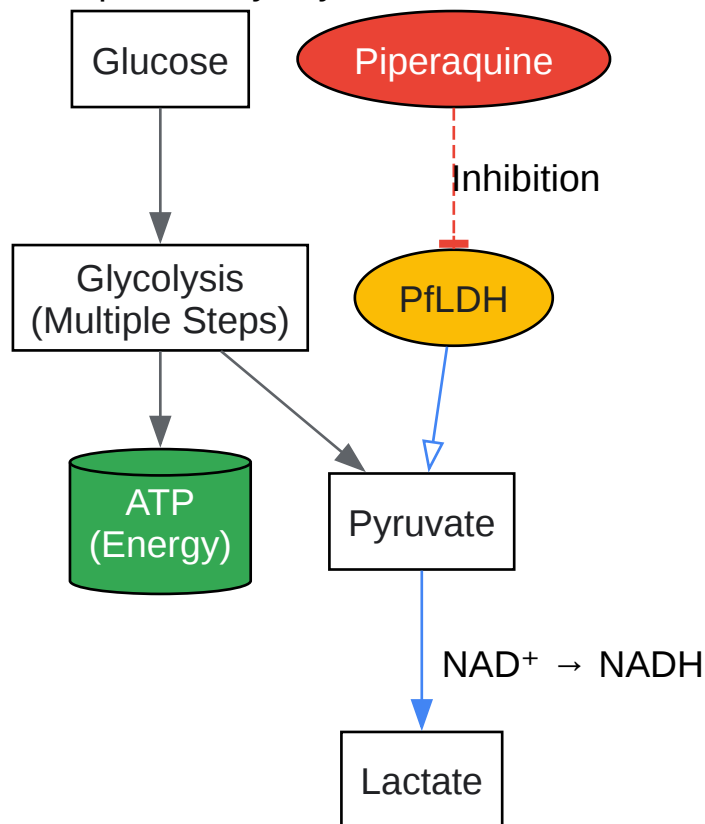 Glucose
Piperaquine
Inhibition
Glycolysis
(Multiple Steps)
PfLDH
ATP
(Energy)
Pyruvate
NAD⁺ → NADH
Lactate